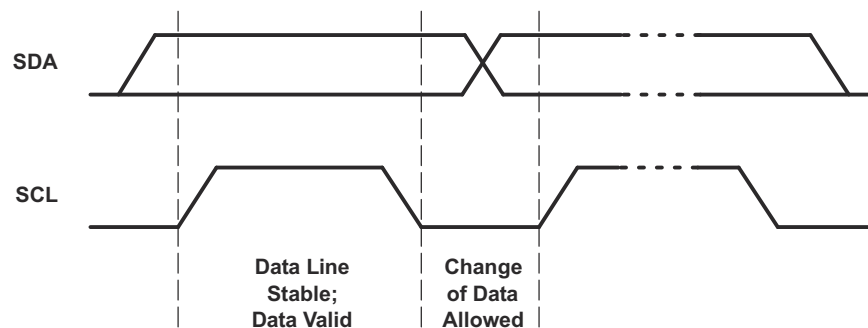 SDA
SCL
Data Line
Stable;
Data Valid
Change
of Data
Allowed